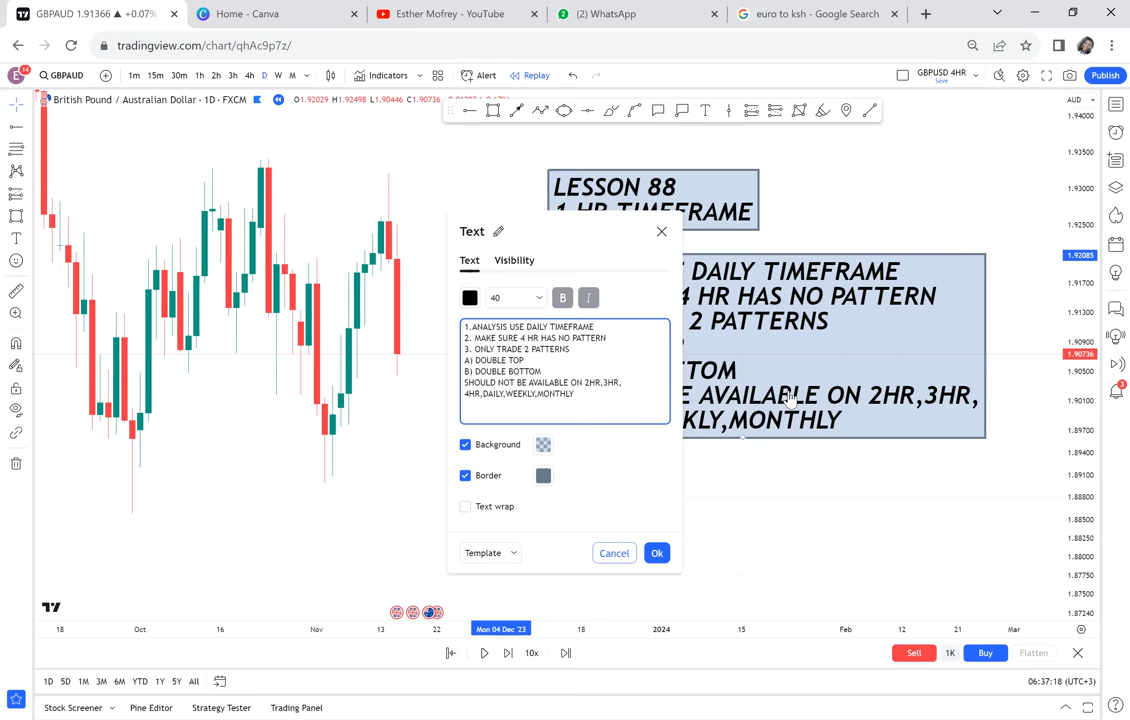 GBPAUD 1.91366 ▲ +0.07%
Home - Canva
Esther Mofrey - YouTube
(2) WhatsApp
euro to ksh - Google Search
tradingview.com/chart/qhAc9p7z/
E
14
GBPAUD
1m 15m 30m 1h 2h 3h 4h D W M
Indicators
Alert
Replay
GBPUSD 4HR
Save
Publish
British Pound / Australian Dollar · 1D · FXCM
O1.92029 H1.92498 L1.90446 C1.90736
AUD
LESSON 88
1 HR TIMEFRAME
DAILY TIMEFRAME
4 HR HAS NO PATTERN
2 PATTERNS
TOM
E AVAILABLE ON 2HR,3HR,
KLY,MONTHLY
Text
Text
Visibility
40
B
I
1.ANALYSIS USE DAILY TIMEFRAME
2. MAKE SURE 4 HR HAS NO PATTERN
3. ONLY TRADE 2 PATTERNS
A) DOUBLE TOP
B) DOUBLE BOTTOM
SHOULD NOT BE AVAILABLE ON 2HR,3HR,
4HR,DAILY,WEEKLY,MONTHLY
Background
Border
Text wrap
Template
Cancel
Ok
1.94000
1.93500
1.93000
1.92500
1.92085
1.91700
1.91300
1.90900
1.90736
1.90500
1.90100
1.89700
1.89250
1.88800
1.88250
1.88000
1.87750
1.87500
1.87240
18
Oct
16
Nov
13
22
Mon 04 Dec '23
18
2024
15
Feb
12
21
Mar
10x
Sell
1K
Buy
Flatten
1D 5D 1M 3M 6M YTD 1Y 5Y All
06:37:18 (UTC+3)
Stock Screener
Pine Editor
Strategy Tester
Trading Panel
3